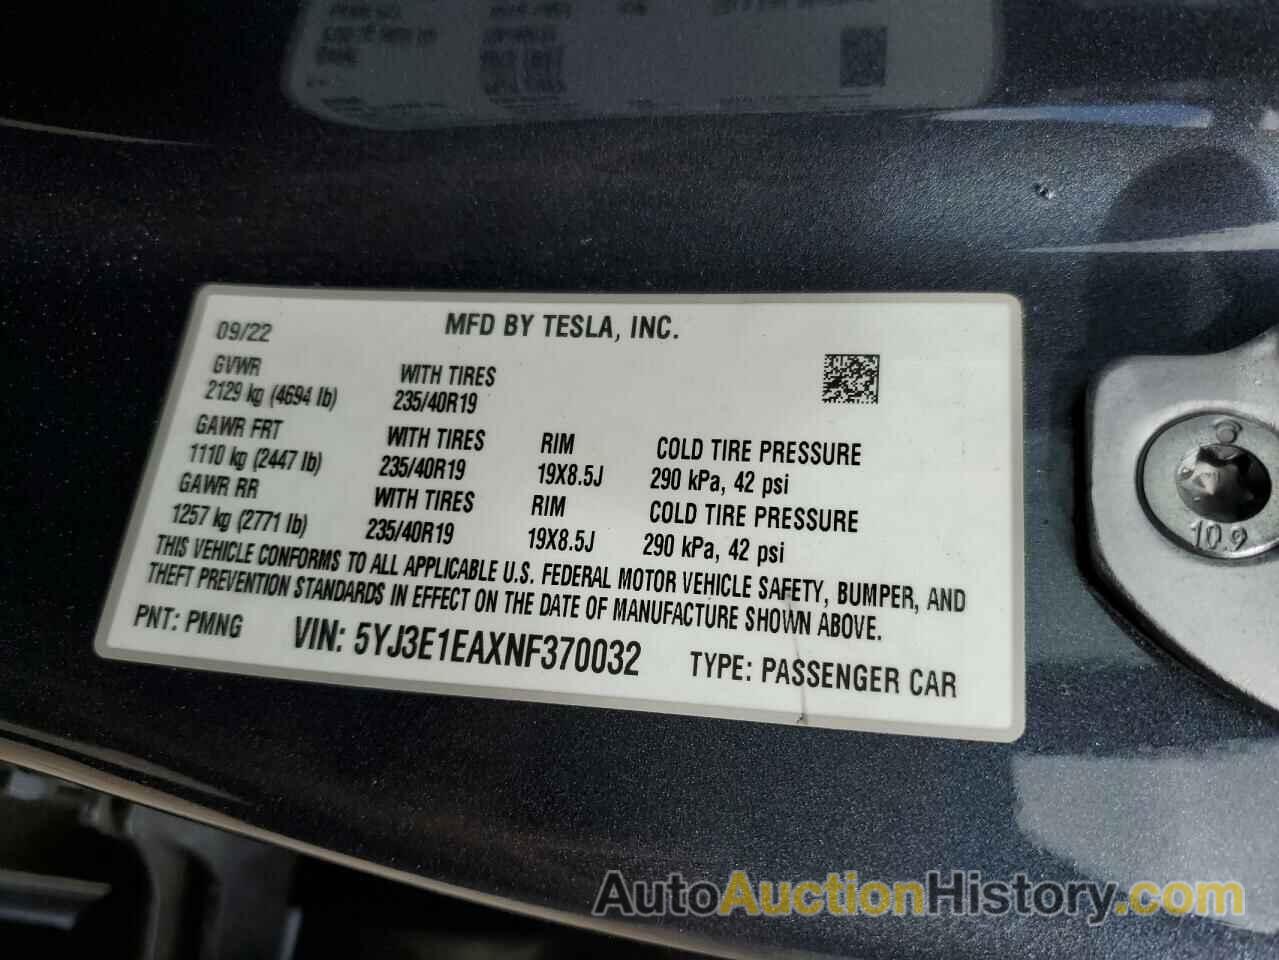 09/22 MFD BY TESLA, INC.
GVWR WITH TIRES
2129 kg (4694 lb) 235/40R19
GAWR FRT WITH TIRES RIM COLD TIRE PRESSURE
1110 kg (2447 lb) 235/40R19 19X8.5J 290 kPa, 42 psi
GAWR RR WITH TIRES RIM COLD TIRE PRESSURE
1257 kg (2771 lb) 235/40R19 19X8.5J 290 kPa, 42 psi
THIS VEHICLE CONFORMS TO ALL APPLICABLE U.S. FEDERAL MOTOR VEHICLE SAFETY, BUMPER, AND
THEFT PREVENTION STANDARDS IN EFFECT ON THE DATE OF MANUFACTURE SHOWN ABOVE.
PNT: PMNG VIN: 5YJ3E1EAXNF370032 TYPE: PASSENGER CAR
10.9
AutoAuctionHistory.com